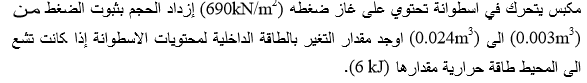 مكبس يتحرك في اسطوانة تحتوي على غاز ضغطه (690kN/m²) إزداد الحجم بثبوت الضغط من
(0.003m³) الى (0.024m³) اوجد مقدار التغير بالطاقة الداخلية لمحتويات الاسطوانة إذا كانت تشع
الى المحيط طاقة حرارية مقدارها (6 kJ).